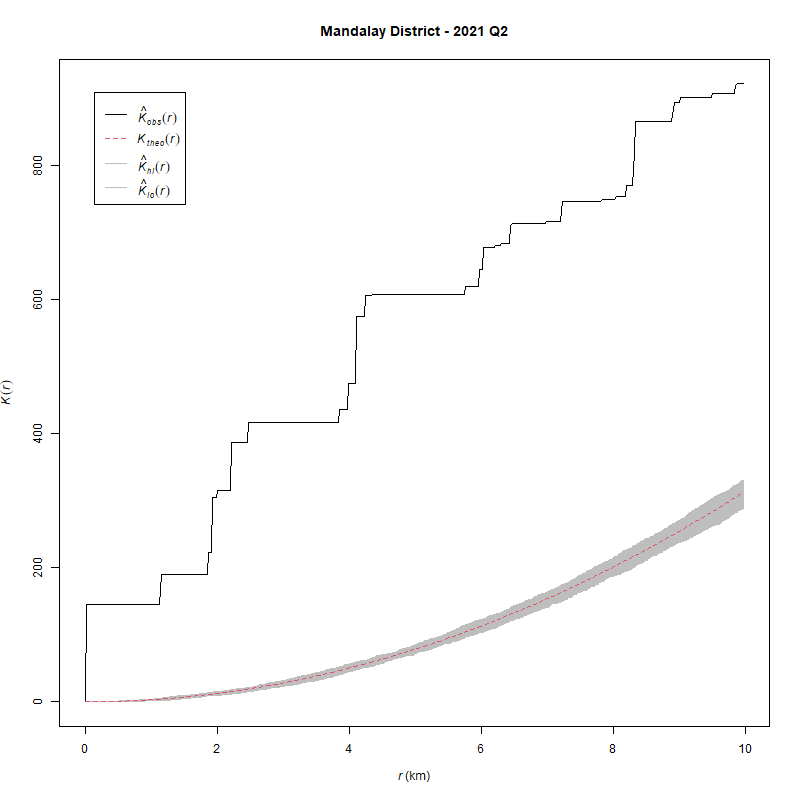 Mandalay District - 2021 Q2
K̂obs(r)
Ktheo(r)
K̂hi(r)
K̂lo(r)
K (r)
0
200
400
600
800
0 2 4 6 8 10
r (km)